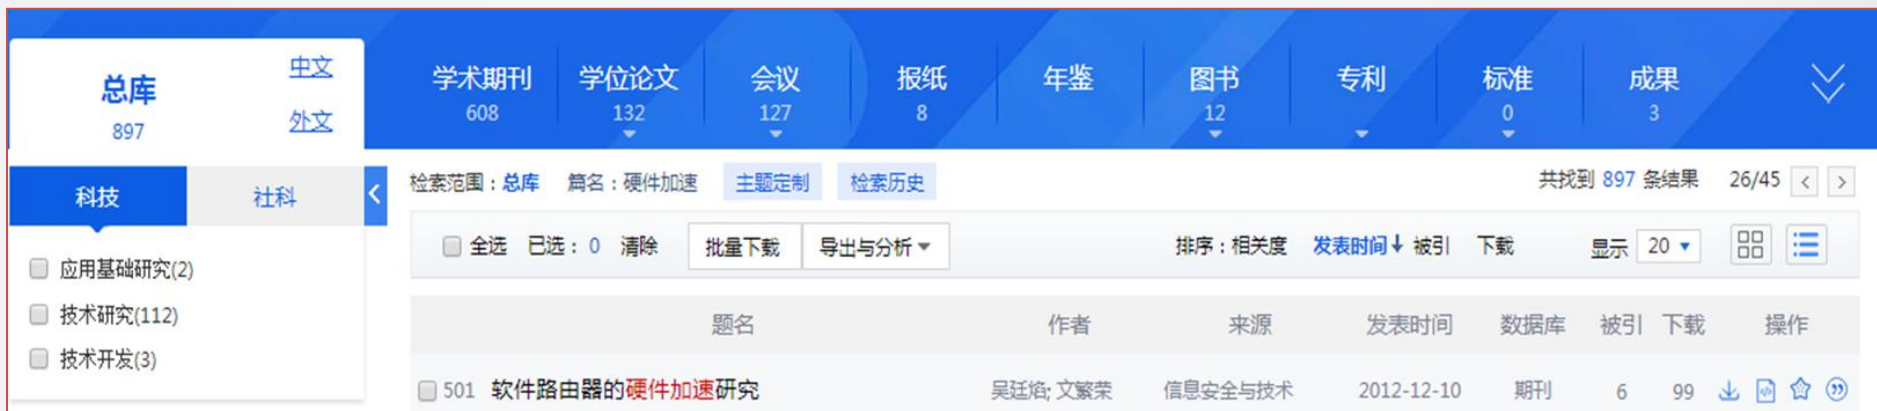 总库
897
中文
外文
学术期刊
608
学位论文
132
会议
127
报纸
8
年鉴
图书
12
专利
标准
0
成果
3
科技
社科
应用基础研究(2)
技术研究(112)
技术开发(3)
检索范围：总库 篇名：硬件加速 主题定制 检索历史 共找到 897 条结果 26/45
全选 已选：0 清除 批量下载 导出与分析 排序：相关度 发表时间↓ 被引 下载 显示 20
题名 作者 来源 发表时间 数据库 被引 下载 操作
501 软件路由器的硬件加速研究 吴廷焰; 文繁荣 信息安全与技术 2012-12-10 期刊 6 99